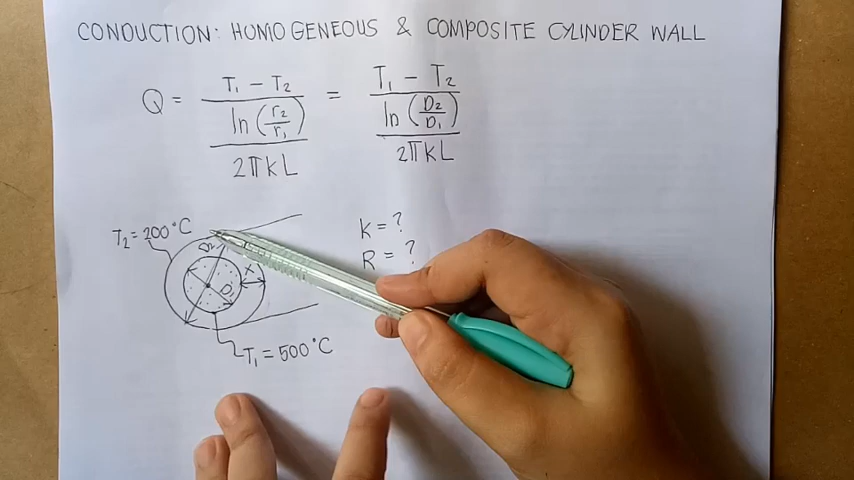 CONDUCTION: HOMOGENEOUS & COMPOSITE CYLINDER WALL
Q = T₁ - T₂ / (ln (r₂/r₁) / 2πkL) = T₁ - T₂ / (ln (D₂/D₁) / 2πkL)
T₂ = 200°C
K = ?
R = ?
D₂
X
D₁
T₁ = 500°C